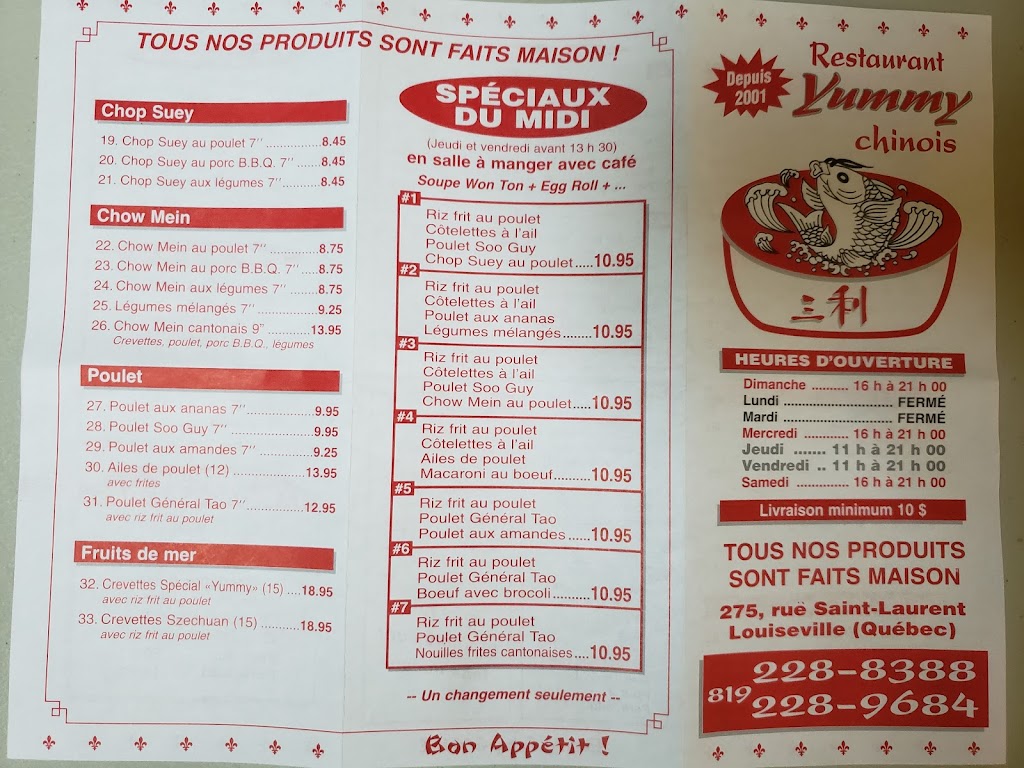 TOUS NOS PRODUITS SONT FAITS MAISON !
Chop Suey
19. Chop Suey au poulet 7'' .............8.45
20. Chop Suey au porc B.B.Q. 7'' .......8.45
21. Chop Suey aux légumes 7''..........8.45
Chow Mein
22. Chow Mein au poulet 7'' ..............8.75
23. Chow Mein au porc B.B.Q. 7'' ......8.75
24. Chow Mein aux légumes 7'' ........8.75
25. Légumes mélangés 7'' ................9.25
26. Chow Mein cantonais 9" ...........13.95
Crevettes, poulet, porc B.B.Q., légumes
Poulet
27. Poulet aux ananas 7'' ..................9.95
28. Poulet Soo Guy 7'' ......................9.95
29. Poulet aux amandes 7'' ...............9.25
30. Ailes de poulet (12) ..................13.95
avec frites
31. Poulet Général Tao 7'' ...............12.95
avec riz frit au poulet
Fruits de mer
32. Crevettes Spécial «Yummy» (15) ....18.95
avec riz frit au poulet
33. Crevettes Szechuan (15) ...........18.95
avec riz frit au poulet
SPÉCIAUX
DU MIDI
(Jeudi et vendredi avant 13 h 30)
en salle à manger avec café
Soupe Won Ton + Egg Roll + ...
#1
Riz frit au poulet
Côtelettes à l'ail
Poulet Soo Guy
Chop Suey au poulet.....10.95
#2
Riz frit au poulet
Côtelettes à l'ail
Poulet aux ananas
Légumes mélangés........10.95
#3
Riz frit au poulet
Côtelettes à l'ail
Poulet Soo Guy
Chow Mein au poulet.....10.95
#4
Riz frit au poulet
Côtelettes à l'ail
Ailes de poulet
Macaroni au boeuf..........10.95
#5
Riz frit au poulet
Poulet Général Tao
Poulet aux amandes ......10.95
#6
Riz frit au poulet
Poulet Général Tao
Boeuf avec brocoli ..........10.95
#7
Riz frit au poulet
Poulet Général Tao
Nouilles frites cantonaises....10.95
-- Un changement seulement --
Bon Appétit !
Depuis
2001
Restaurant
Yummy
chinois
三利
HEURES D'OUVERTURE
Dimanche .......... 16 h à 21 h 00
Lundi .............................. FERMÉ
Mardi .............................. FERMÉ
Mercredi ............ 16 h à 21 h 00
Jeudi ....... 11 h à 21 h 00
Vendredi .. 11 h à 21 h 00
Samedi .............. 16 h à 21 h 00
Livraison minimum 10 $
TOUS NOS PRODUITS
SONT FAITS MAISON
275, rue Saint-Laurent
Louiseville (Québec)
228-8388
819
228-9684